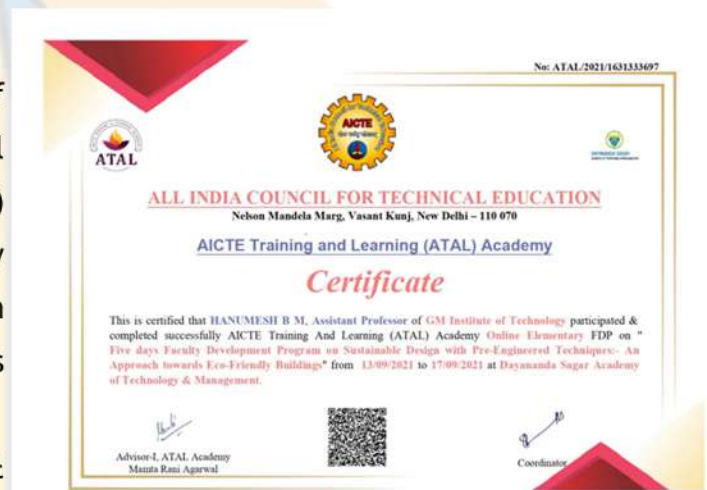 No: ATAL/2021/1631333697
ATAL
AICTE
ALL INDIA COUNCIL FOR TECHNICAL EDUCATION
Nelson Mandela Marg, Vasant Kunj, New Delhi – 110 070
AICTE Training and Learning (ATAL) Academy
Certificate
This is certified that HANUMESH B M, Assistant Professor of GM Institute of Technology participated &
completed successfully AICTE Training And Learning (ATAL) Academy Online Elementary FDP on "
Five days Faculty Development Program on Sustainable Design with Pre-Engineered Techniques:- An
Approach towards Eco-Friendly Buildings" from 13/09/2021 to 17/09/2021 at Dayananda Sagar Academy
of Technology & Management.
Advisor-I, ATAL Academy
Mamta Rani Agarwal
Coordinator